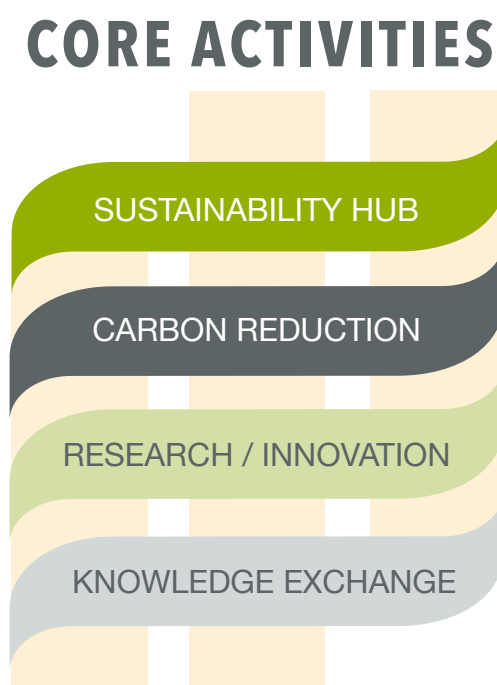 CORE ACTIVITIES
SUSTAINABILITY HUB
CARBON REDUCTION
RESEARCH / INNOVATION
KNOWLEDGE EXCHANGE